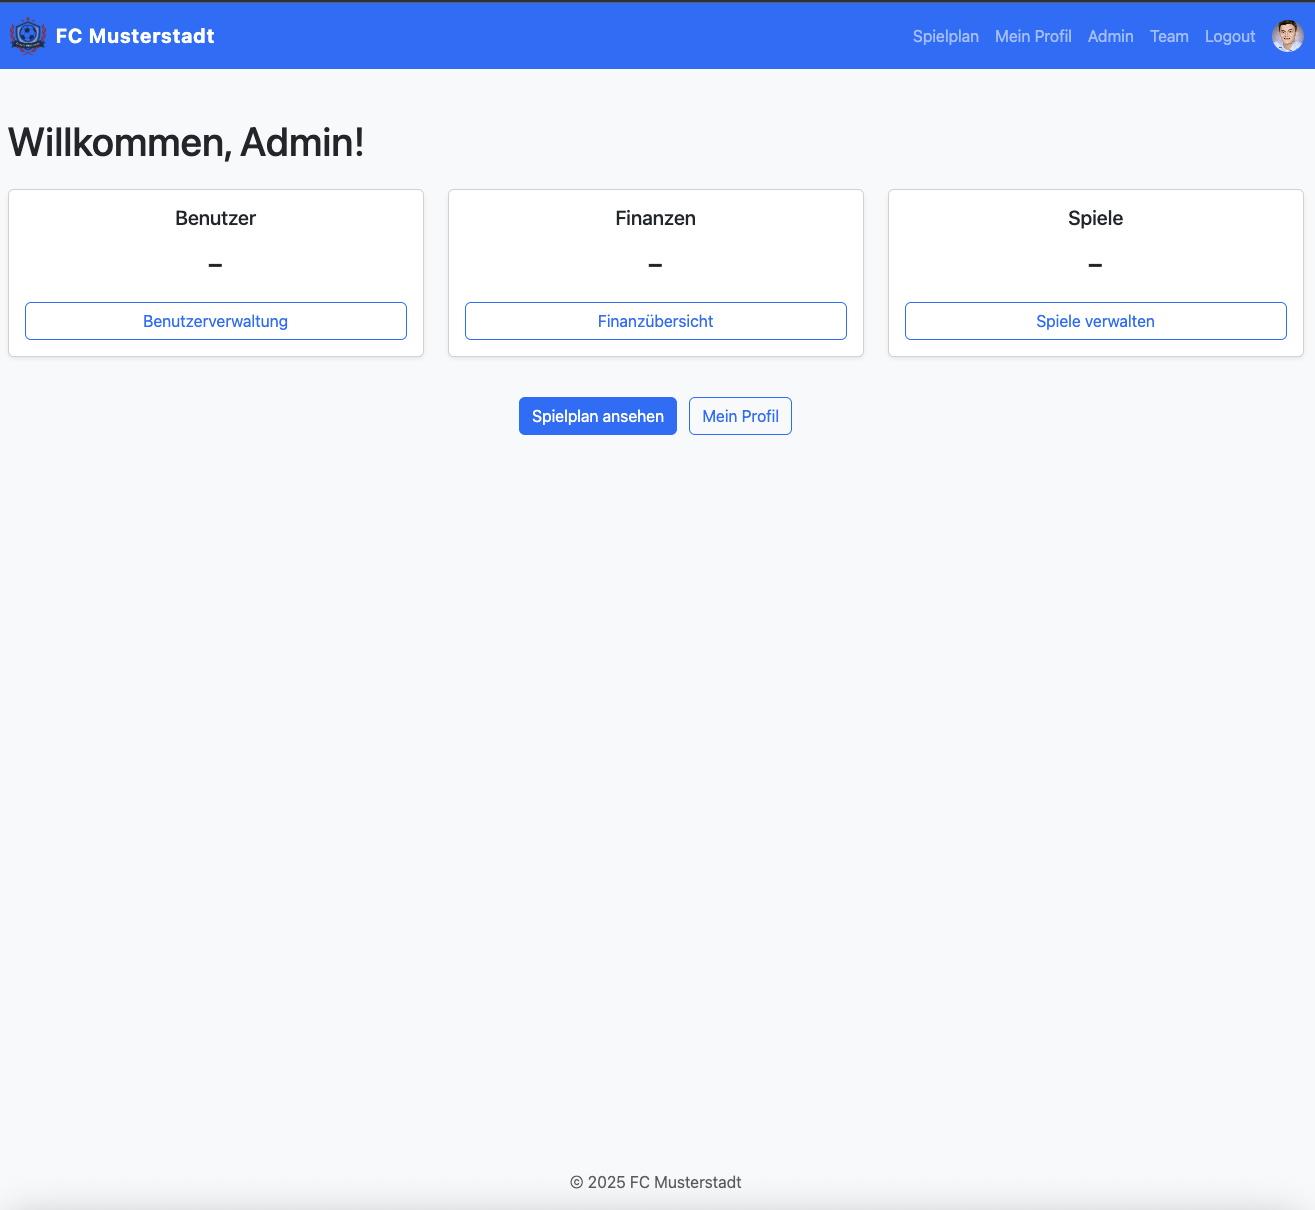 FC Musterstadt
Spielplan Mein Profil Admin Team Logout
Willkommen, Admin!
Benutzer
–
Benutzerverwaltung
Finanzen
–
Finanzübersicht
Spiele
–
Spiele verwalten
Spielplan ansehen
Mein Profil
© 2025 FC Musterstadt